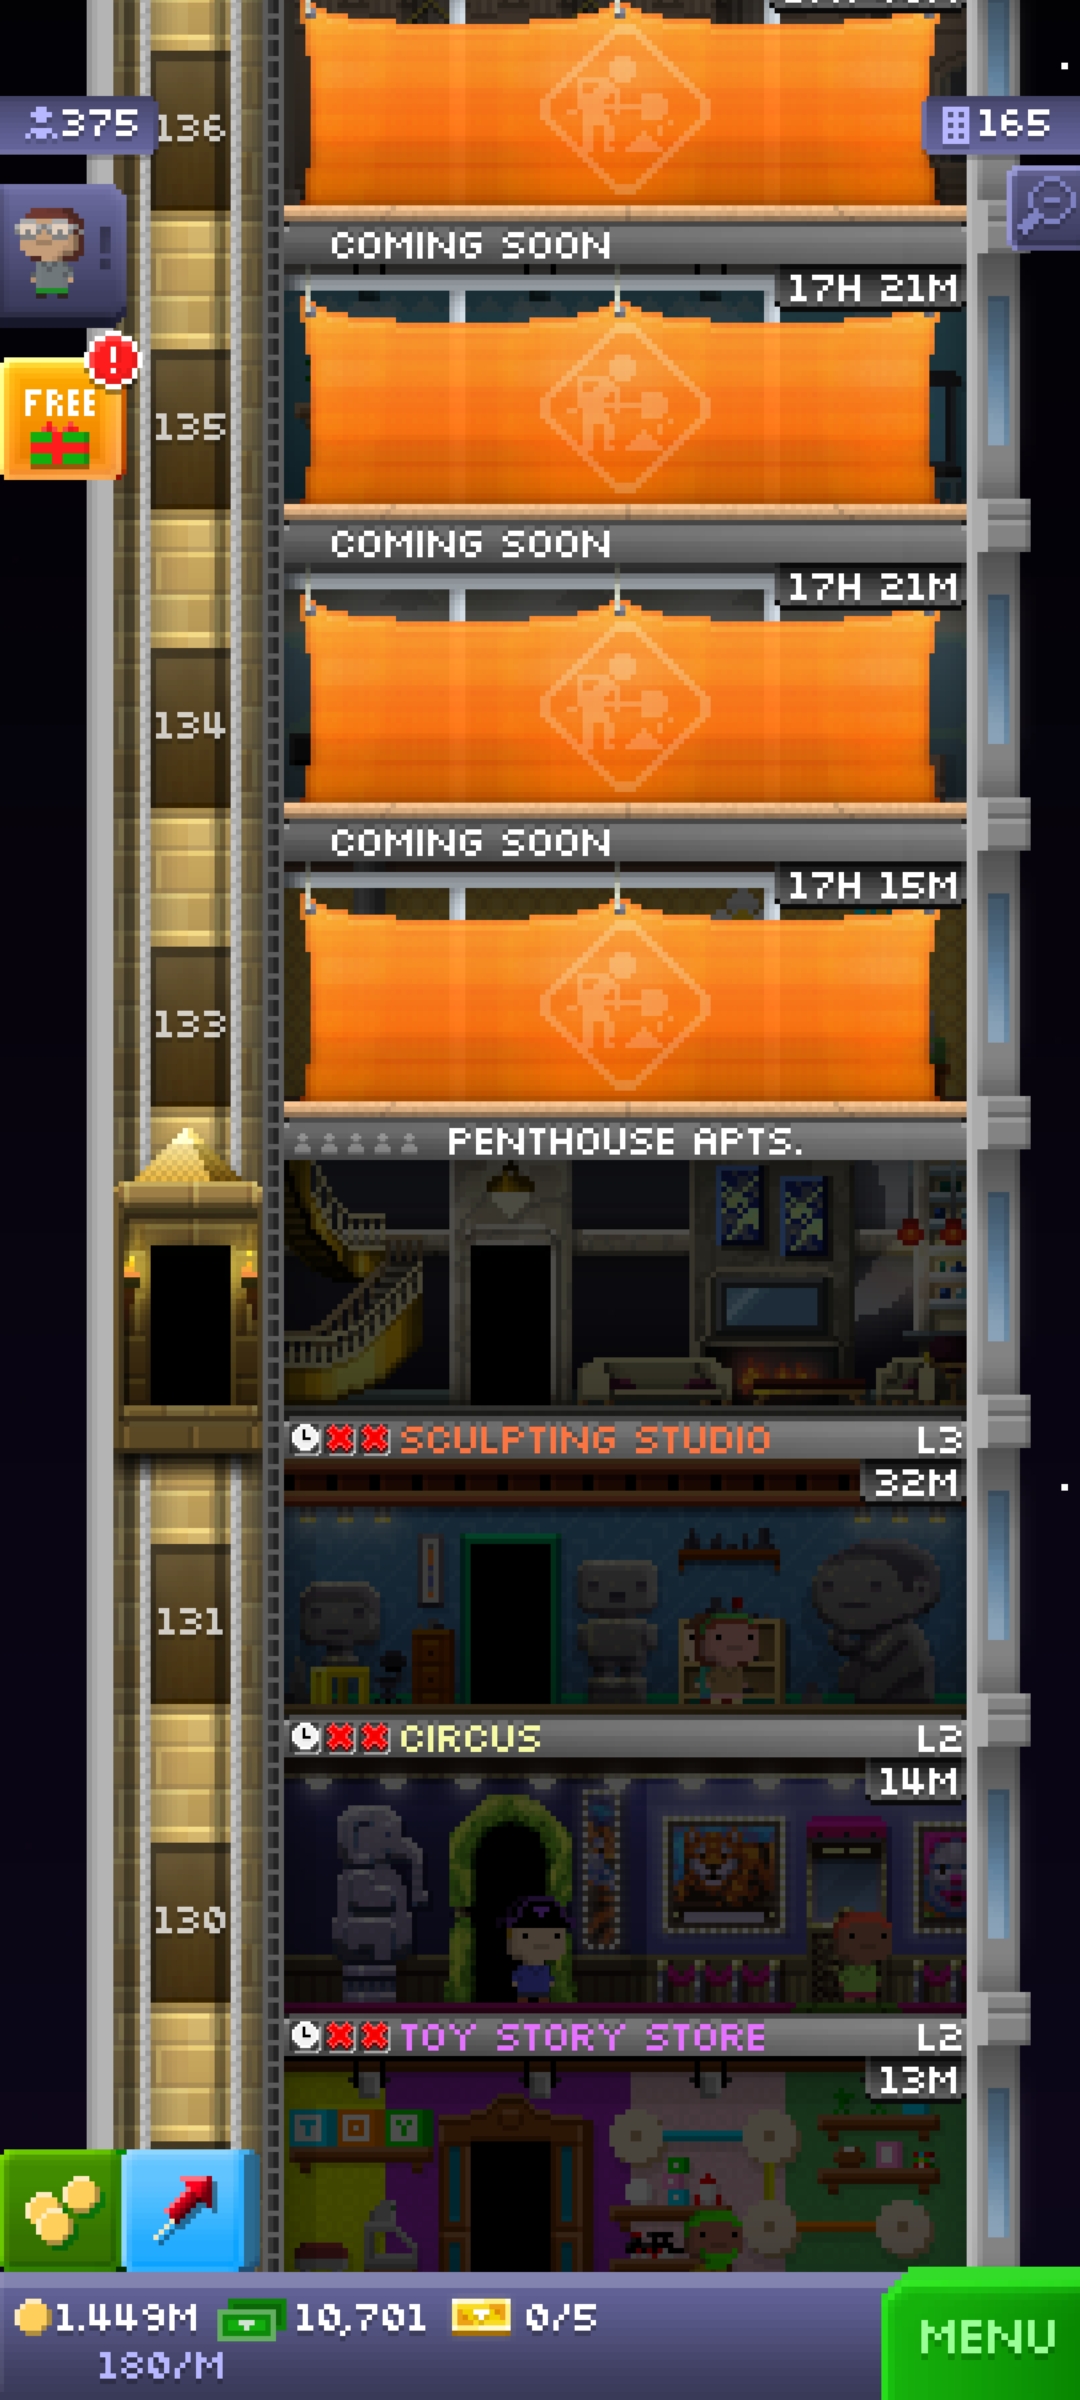 375
136
165
COMING SOON
17H 21M
FREE
!
135
COMING SOON
17H 21M
134
COMING SOON
17H 15M
133
PENTHOUSE APTS.
SCULPTING STUDIO L3
32M
131
CIRCUS L2
14M
130
TOY STORY STORE L2
13M
T O Y
1.449M 10,701 0/5
180/M
MENU